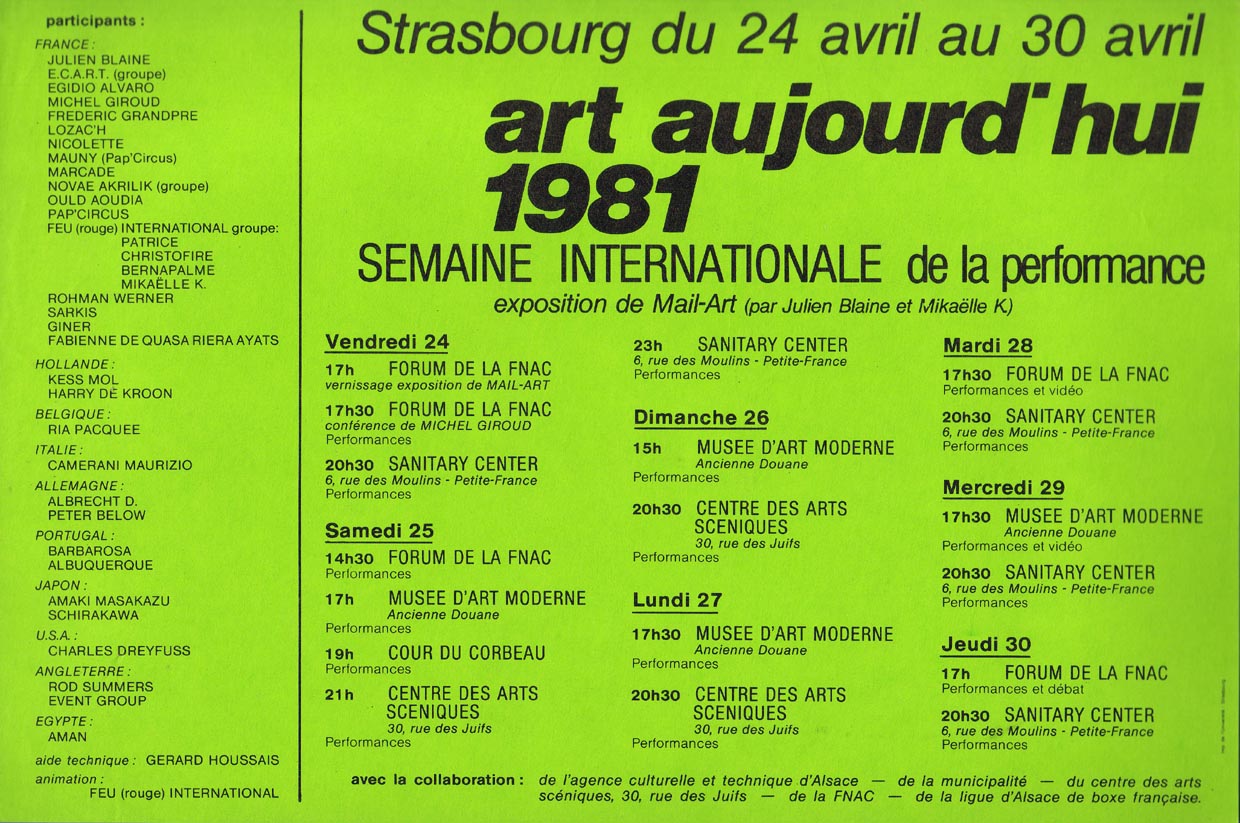 participants :
FRANCE :
JULIEN BLAINE
E.C.A.R.T. (groupe)
EGIDIO ALVARO
MICHEL GIROUD
FREDERIC GRANDPRE
LOZAC'H
NICOLETTE
MAUNY (Pap'Circus)
MARCADE
NOVAE AKRILIK (groupe)
OULD AOUDIA
PAP'CIRCUS
FEU (rouge) INTERNATIONAL groupe:
PATRICE
CHRISTOFIRE
BERNAPALME
MIKAËLLE K.
ROHMAN WERNER
SARKIS
GINER
FABIENNE DE QUASA RIERA AYATS
HOLLANDE :
KESS MOL
HARRY DE KROON
BELGIQUE :
RIA PACQUEE
ITALIE :
CAMERANI MAURIZIO
ALLEMAGNE :
ALBRECHT D.
PETER BELOW
PORTUGAL :
BARBAROSA
ALBUQUERQUE
JAPON :
AMAKI MASAKAZU
SCHIRAKAWA
U.S.A. :
CHARLES DREYFUSS
ANGLETERRE :
ROD SUMMERS
EVENT GROUP
EGYPTE :
AMAN
aide technique : GERARD HOUSSAIS
animation :
FEU (rouge) INTERNATIONAL
Strasbourg du 24 avril au 30 avril
art aujourd'hui
1981
SEMAINE INTERNATIONALE de la performance
exposition de Mail-Art (par Julien Blaine et Mikaëlle K.)
Vendredi 24
17h FORUM DE LA FNAC
vernissage exposition de MAIL-ART
17h30 FORUM DE LA FNAC
conférence de MICHEL GIROUD
Performances
20h30 SANITARY CENTER
6, rue des Moulins - Petite-France
Performances
Samedi 25
14h30 FORUM DE LA FNAC
Performances
17h MUSEE D'ART MODERNE
Ancienne Douane
Performances
19h COUR DU CORBEAU
Performances
21h CENTRE DES ARTS
SCENIQUES
30, rue des Juifs
Performances
23h SANITARY CENTER
6, rue des Moulins - Petite-France
Performances
Dimanche 26
15h MUSEE D'ART MODERNE
Ancienne Douane
Performances
20h30 CENTRE DES ARTS
SCENIQUES
30, rue des Juifs
Performances
Lundi 27
17h30 MUSEE D'ART MODERNE
Ancienne Douane
Performances
20h30 CENTRE DES ARTS
SCENIQUES
30, rue des Juifs
Performances
Mardi 28
17h30 FORUM DE LA FNAC
Performances et vidéo
20h30 SANITARY CENTER
6, rue des Moulins - Petite-France
Performances
Mercredi 29
17h30 MUSEE D'ART MODERNE
Ancienne Douane
Performances et vidéo
20h30 SANITARY CENTER
6, rue des Moulins - Petite-France
Performances
Jeudi 30
17h FORUM DE LA FNAC
Performances et débat
20h30 SANITARY CENTER
6, rue des Moulins - Petite-France
Performances
avec la collaboration : de l'agence culturelle et technique d'Alsace — de la municipalité — du centre des arts
scéniques, 30, rue des Juifs — de la FNAC — de la ligue d'Alsace de boxe française.